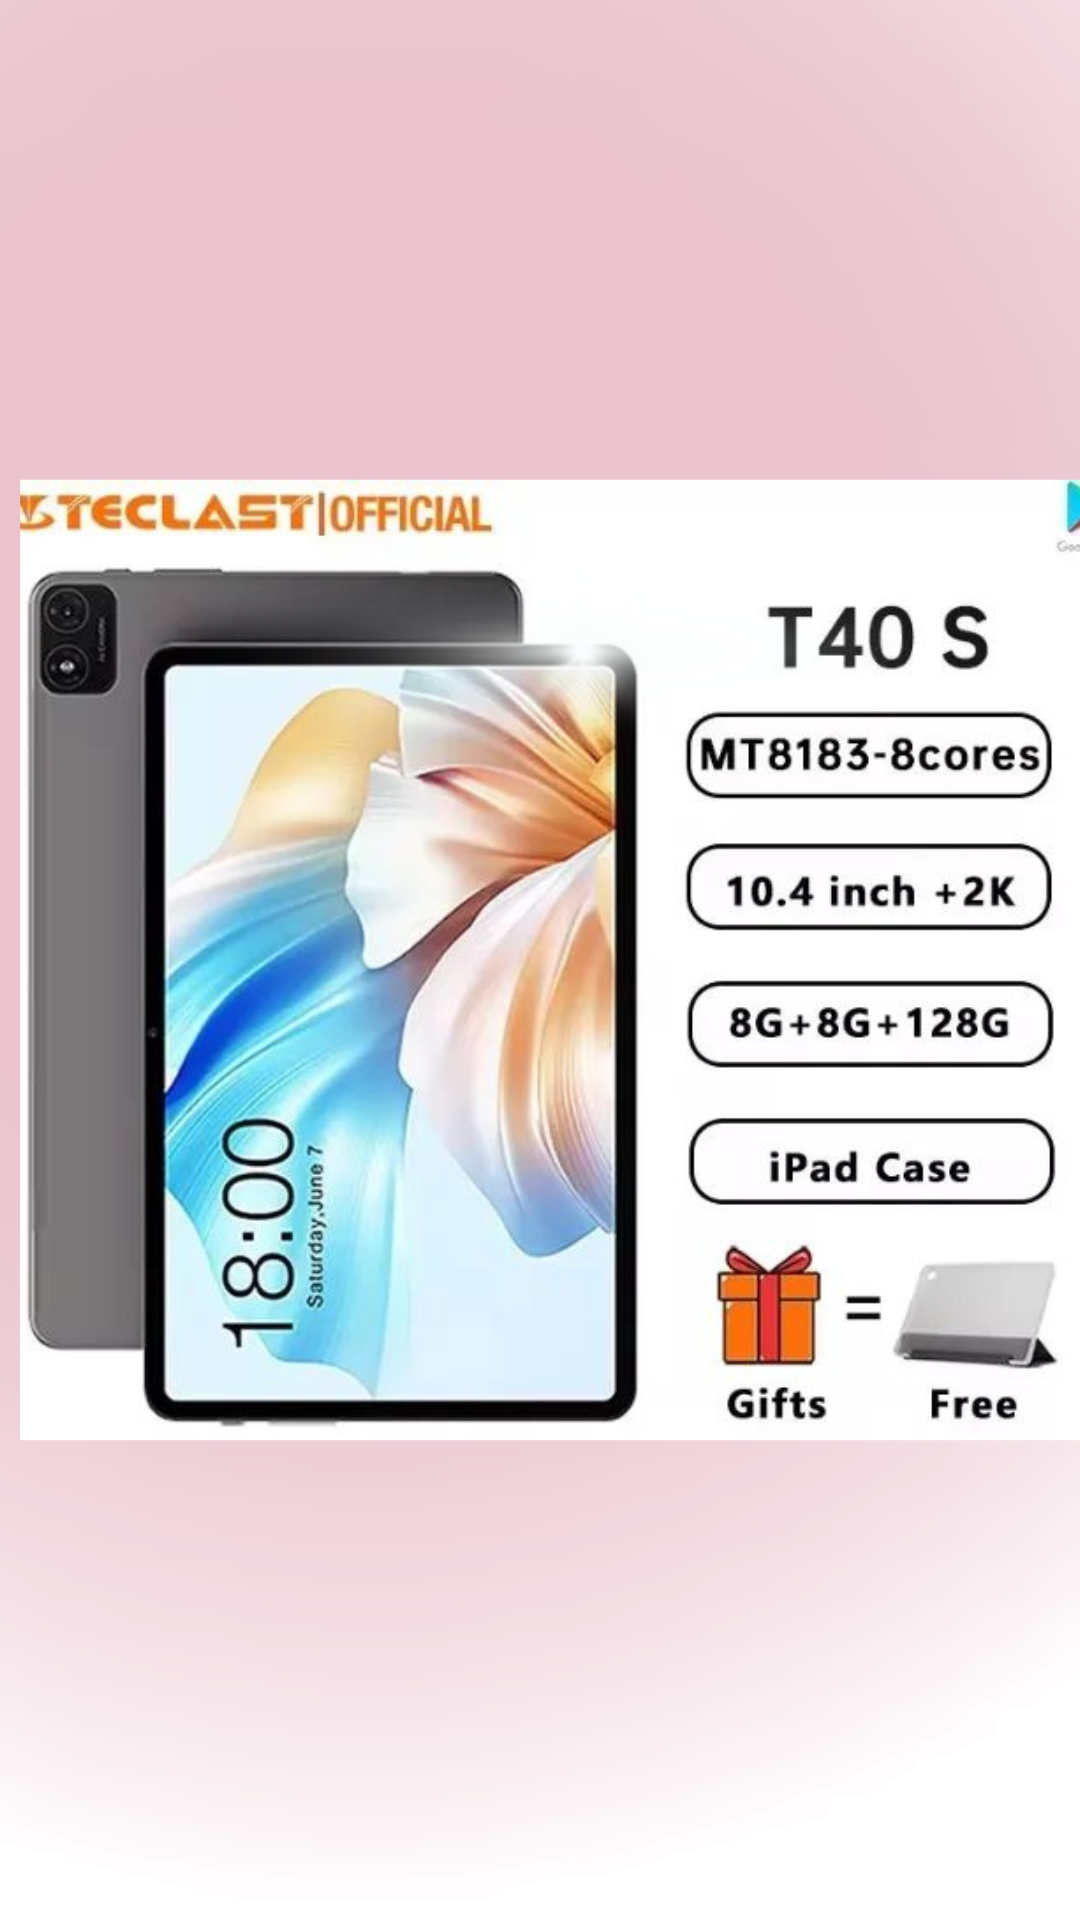 TECLAST|OFFICIAL
T40 S
MT8183-8cores
10.4 inch +2K
8G+8G+128G
iPad Case
18:00
Saturday,June 7
=
Gifts
Free